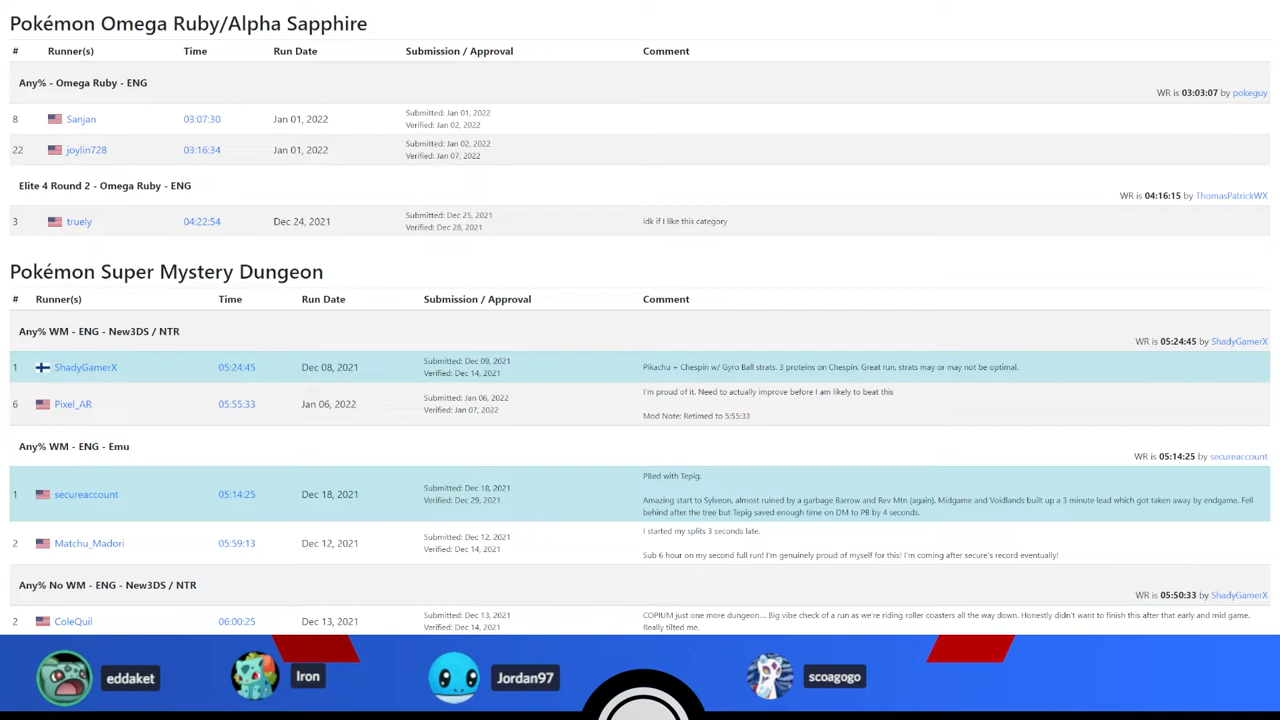 Pokémon Omega Ruby/Alpha Sapphire
# Runner(s) Time Run Date Submission / Approval Comment
Any% - Omega Ruby - ENG
WR is 03:03:07 by pokeguy
8 Sanjan 03:07:30 Jan 01, 2022 Submitted: Jan 01, 2022
Verified: Jan 02, 2022
22 joylin728 03:16:34 Jan 01, 2022 Submitted: Jan 02, 2022
Verified: Jan 07, 2022
Elite 4 Round 2 - Omega Ruby - ENG
WR is 04:16:15 by ThomasPatrickWX
3 truely 04:22:54 Dec 24, 2021 Submitted: Dec 25, 2021 idk if I like this category
Verified: Dec 28, 2021
Pokémon Super Mystery Dungeon
# Runner(s) Time Run Date Submission / Approval Comment
Any% WM - ENG - New3DS / NTR
WR is 05:24:45 by ShadyGamerX
1 ShadyGamerX 05:24:45 Dec 08, 2021 Submitted: Dec 09, 2021 Pikachu + Chespin w/ Gyro Ball strats. 3 proteins on Chespin. Great run, strats may or may not be optimal.
Verified: Dec 14, 2021
6 Pixel_AR 05:55:33 Jan 06, 2022 Submitted: Jan 06, 2022 I'm proud of it. Need to actually improve before I am likely to beat this
Verified: Jan 07, 2022
Mod Note: Retimed to 5:55:33
Any% WM - ENG - Emu
WR is 05:14:25 by secureaccount
PBed with Tepig.
1 secureaccount 05:14:25 Dec 18, 2021 Submitted: Dec 18, 2021
Verified: Dec 29, 2021
Amazing start to Sylveon, almost ruined by a garbage Barrow and Rev Mtn (again). Midgame and Voidlands built up a 3 minute lead which got taken away by endgame. Fell
behind after the tree but Tepig saved enough time on DM to PB by 4 seconds.
I started my splits 3 seconds late.
2 Matchu_Madori 05:59:13 Dec 12, 2021 Submitted: Dec 12, 2021
Verified: Dec 14, 2021
Sub 6 hour on my second full run! I'm genuinely proud of myself for this! I'm coming after secure's record eventually!
Any% No WM - ENG - New3DS / NTR
WR is 05:50:33 by ShadyGamerX
2 ColeQuil 06:00:25 Dec 13, 2021 Submitted: Dec 13, 2021 COPIUM just one more dungeon.... Big vibe check of a run as we're riding roller coasters all the way down. Honestly didn't want to finish this after that early and mid game.
Verified: Dec 14, 2021 Really tilted me.
eddaket Iron Jordan97 scoagogo